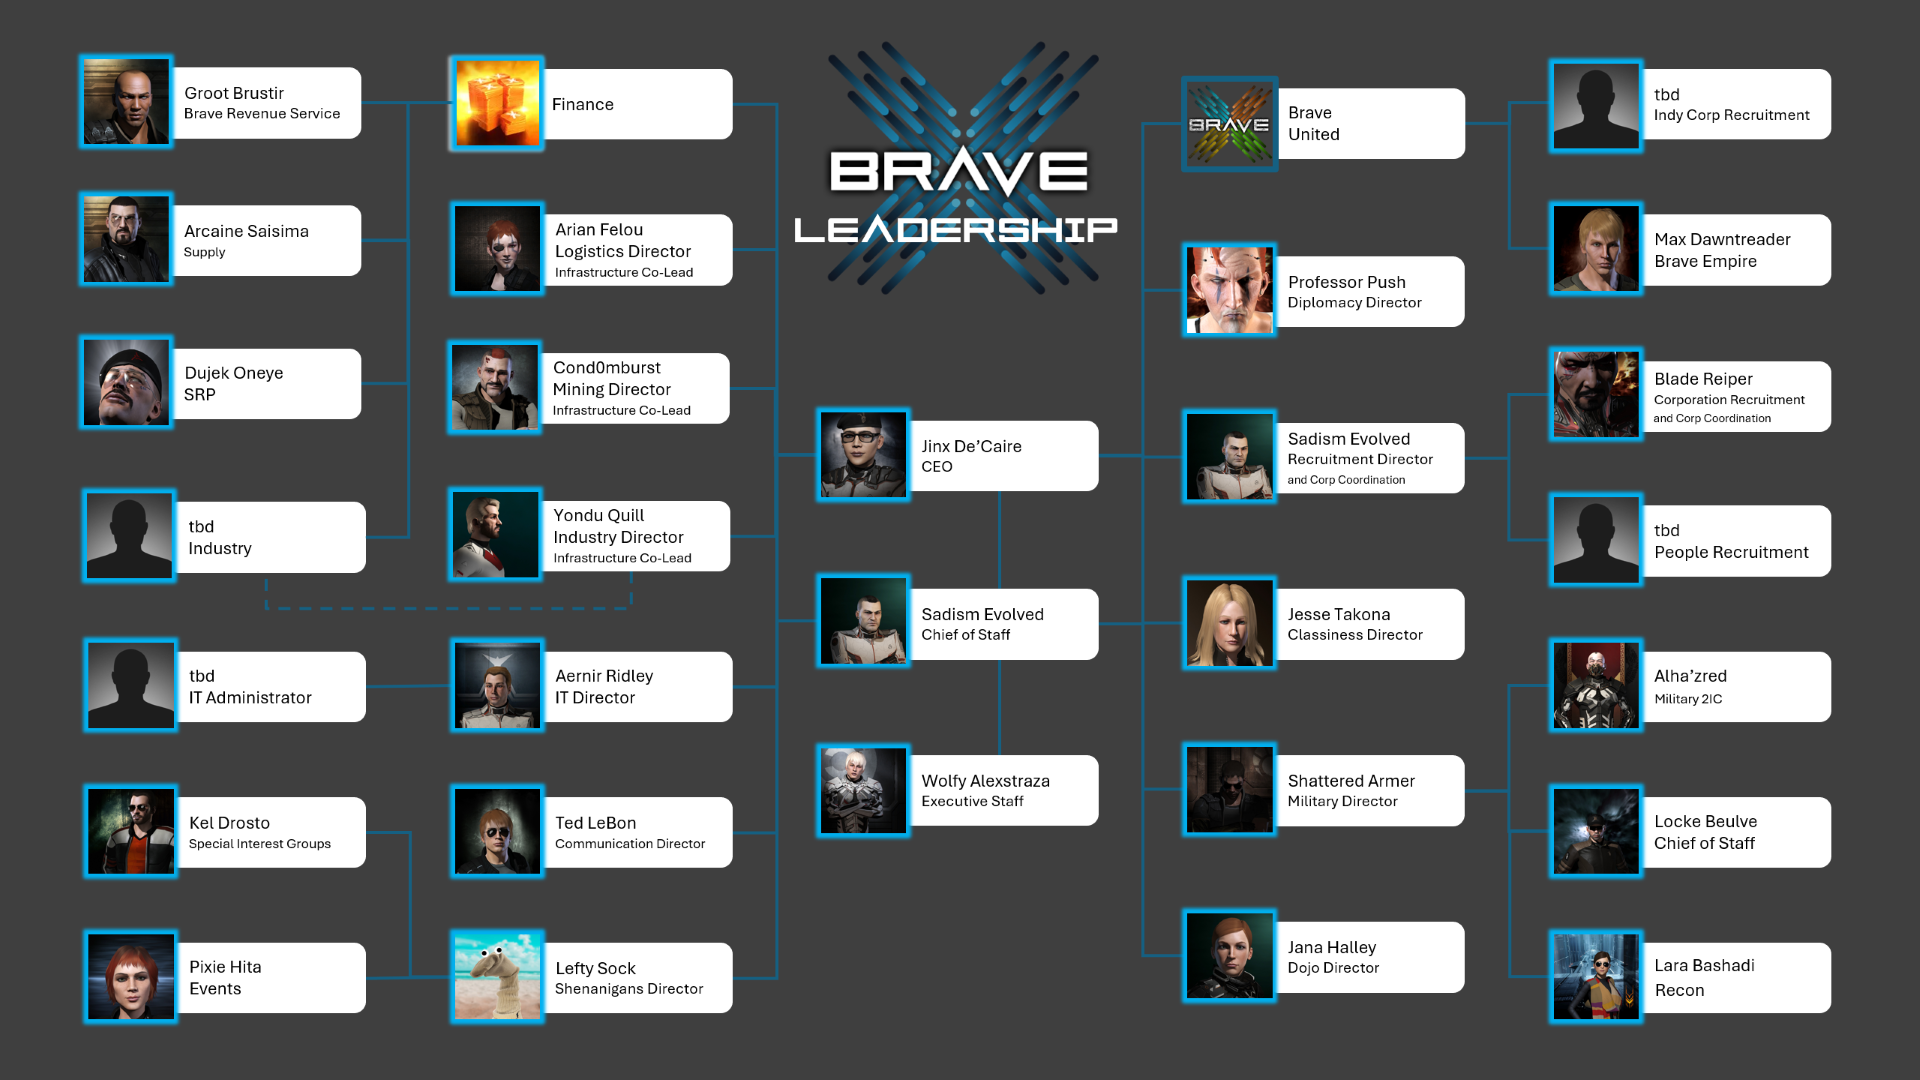 Groot Brustir
Brave Revenue Service
Arcaine Saisima
Supply
Dujek Oneye
SRP
tbd
Industry
tbd
IT Administrator
Kel Drosto
Special Interest Groups
Pixie Hita
Events
Finance
Arian Felou
Logistics Director
Infrastructure Co-Lead
Cond0mburst
Mining Director
Infrastructure Co-Lead
Yondu Quill
Industry Director
Infrastructure Co-Lead
Aernir Ridley
IT Director
Ted LeBon
Communication Director
Lefty Sock
Shenanigans Director
BRAVE
LEADERSHIP
Jinx De’Caire
CEO
Sadism Evolved
Chief of Staff
Wolfy Alexstraza
Executive Staff
BRAVE
Brave
United
Professor Push
Diplomacy Director
Sadism Evolved
Recruitment Director
and Corp Coordination
Jesse Takona
Classiness Director
Shattered Armer
Military Director
Jana Halley
Dojo Director
tbd
Indy Corp Recruitment
Max Dawntreader
Brave Empire
Blade Reiper
Corporation Recruitment
and Corp Coordination
tbd
People Recruitment
Alha’zred
Military 2IC
Locke Beulve
Chief of Staff
Lara Bashadi
Recon